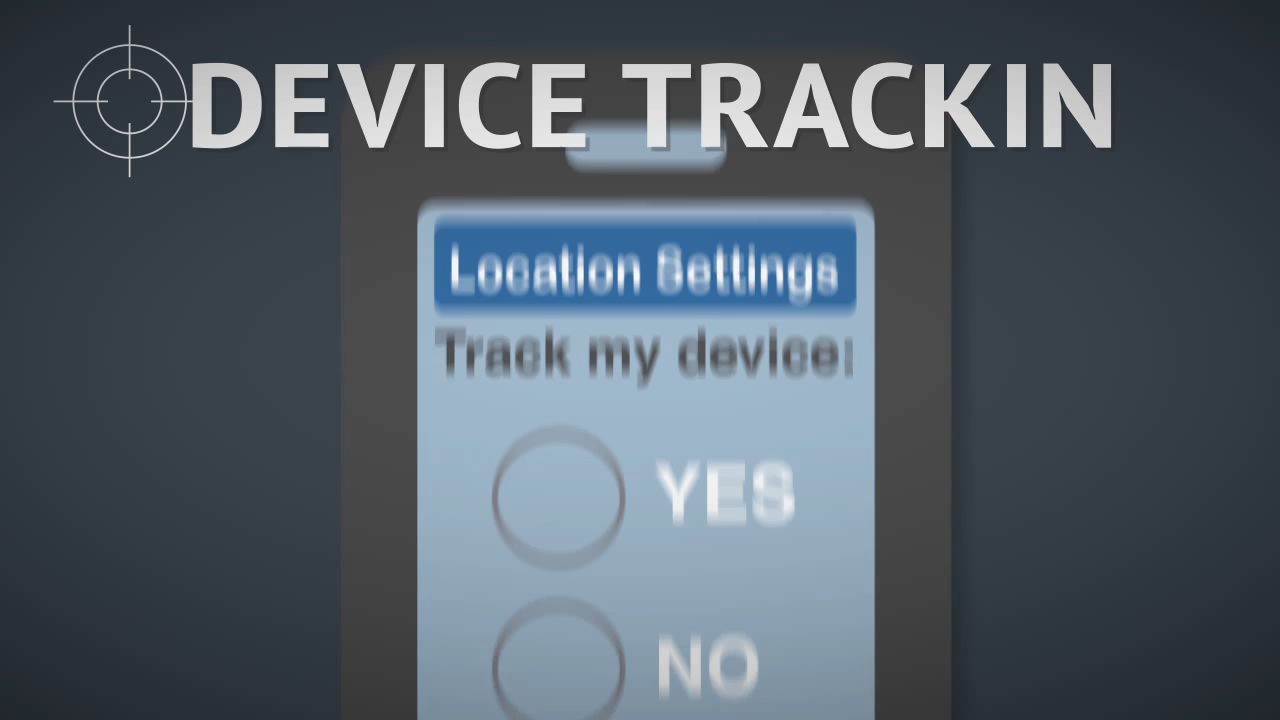 DEVICE TRACKIN
Location Settings
Track my device:
YES
NO